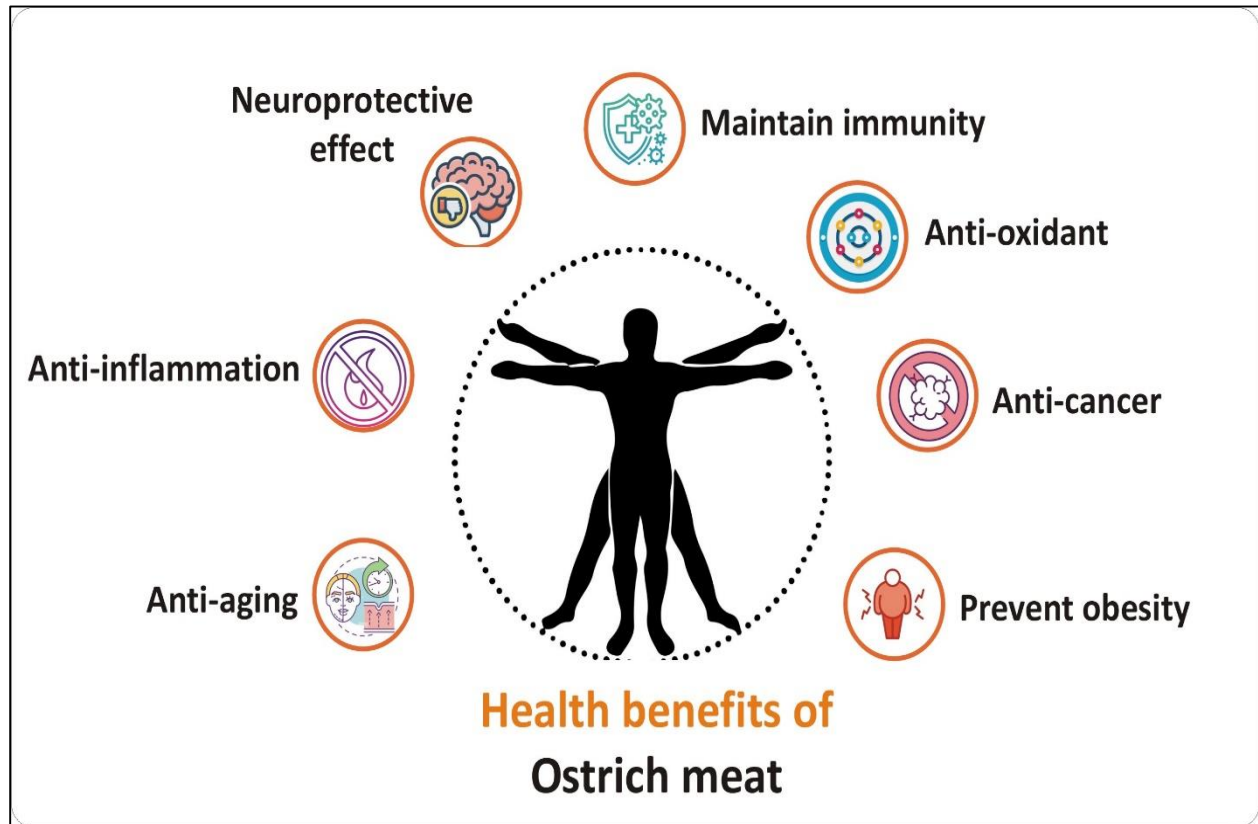 Neuroprotective
effect
Maintain immunity
Anti-oxidant
Anti-inflammation
Anti-cancer
Anti-aging
Prevent obesity
Health benefits of
Ostrich meat